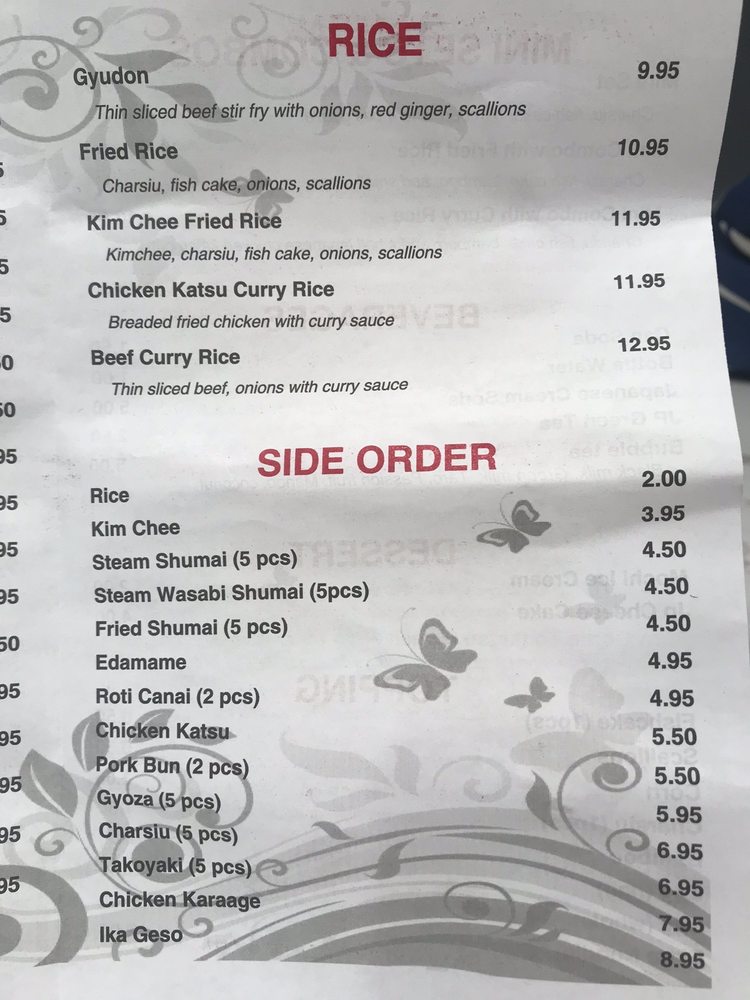 RICE
Gyudon 9.95
Thin sliced beef stir fry with onions, red ginger, scallions
Fried Rice 10.95
Charsiu, fish cake, onions, scallions
Kim Chee Fried Rice 11.95
Kimchee, charsiu, fish cake, onions, scallions
Chicken Katsu Curry Rice 11.95
Breaded fried chicken with curry sauce
Beef Curry Rice 12.95
Thin sliced beef, onions with curry sauce
SIDE ORDER
Rice 2.00
Kim Chee 3.95
Steam Shumai (5 pcs) 4.50
Steam Wasabi Shumai (5pcs) 4.50
Fried Shumai (5 pcs) 4.50
Edamame 4.95
Roti Canai (2 pcs) 4.95
Chicken Katsu 5.50
Pork Bun (2 pcs) 5.50
Gyoza (5 pcs) 5.95
Charsiu (5 pcs) 6.95
Takoyaki (5 pcs) 6.95
Chicken Karaage 7.95
Ika Geso 8.95